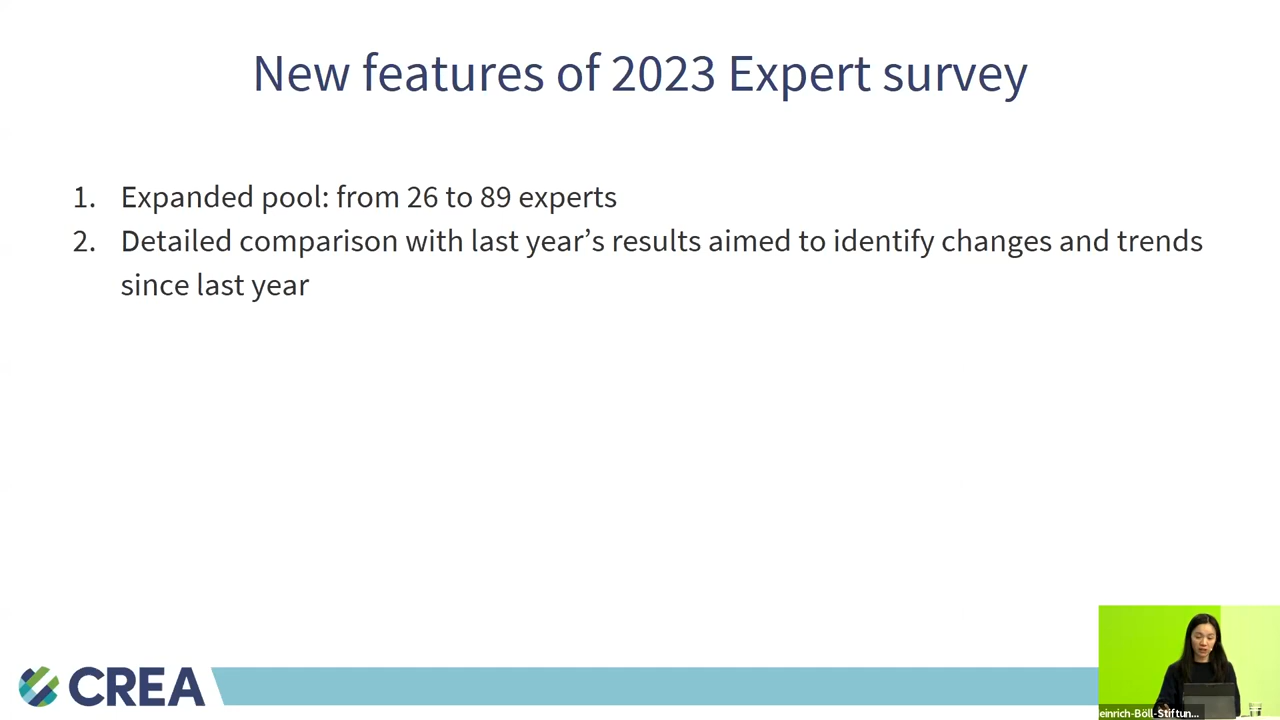 New features of 2023 Expert survey
1. Expanded pool: from 26 to 89 experts
2. Detailed comparison with last year’s results aimed to identify changes and trends
since last year
CREA
einrich-Böll-Stiftun...